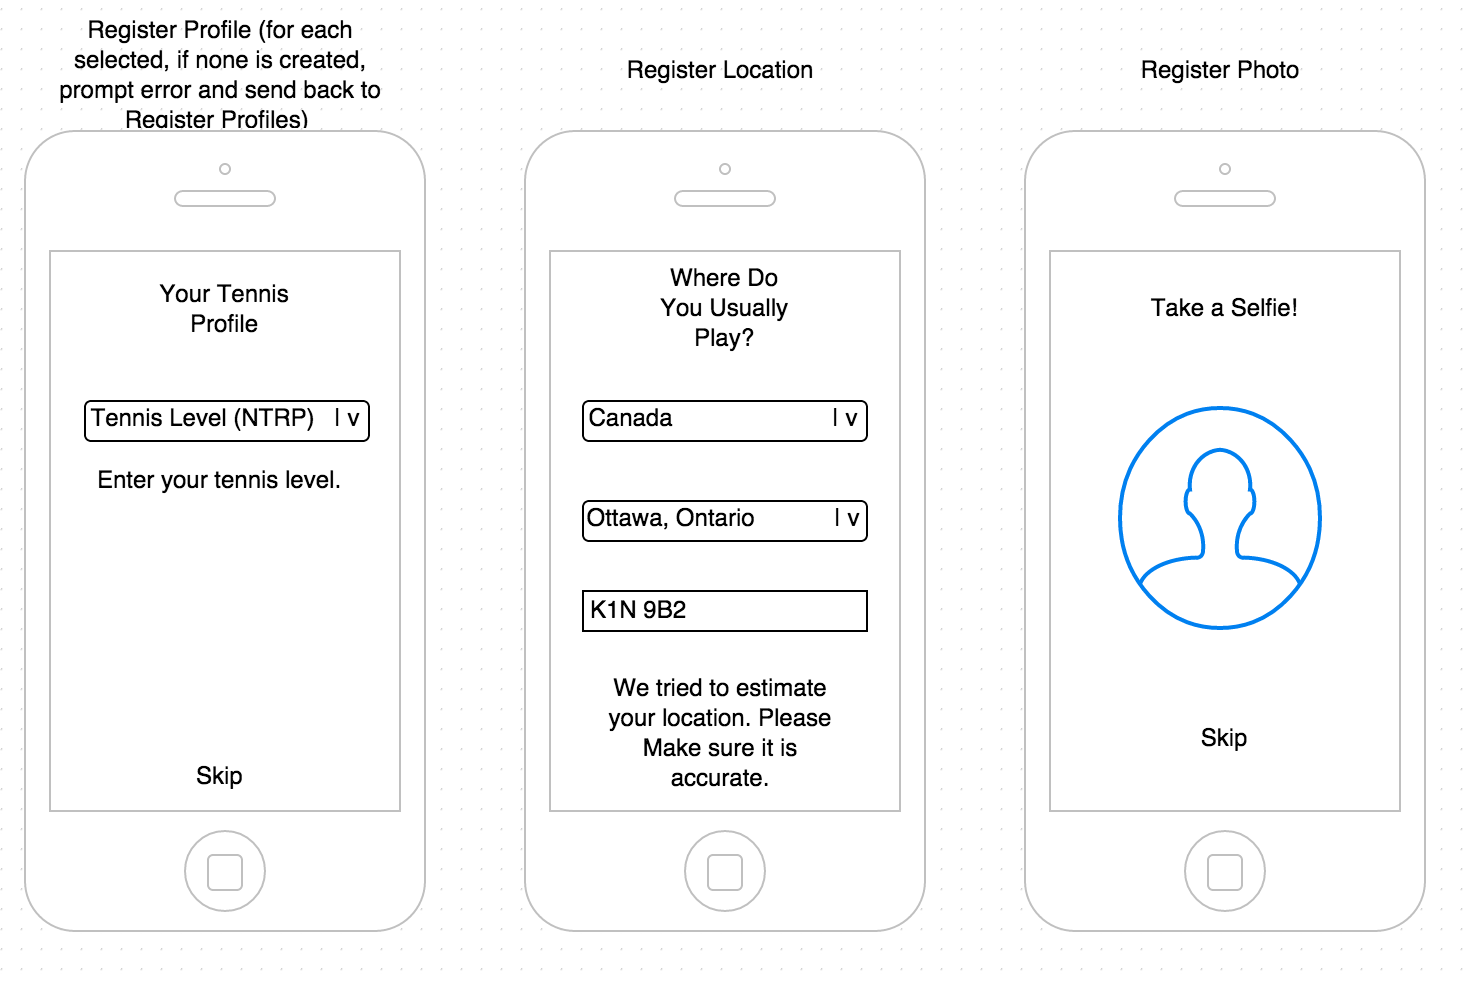 Register Profile (for each
selected, if none is created,
prompt error and send back to
Register Profiles)
Your Tennis
Profile
Tennis Level (NTRP) | v
Enter your tennis level.
Skip
Register Location
Where Do
You Usually
Play?
Canada | v
Ottawa, Ontario | v
K1N 9B2
We tried to estimate
your location. Please
Make sure it is
accurate.
Register Photo
Take a Selfie!
Skip